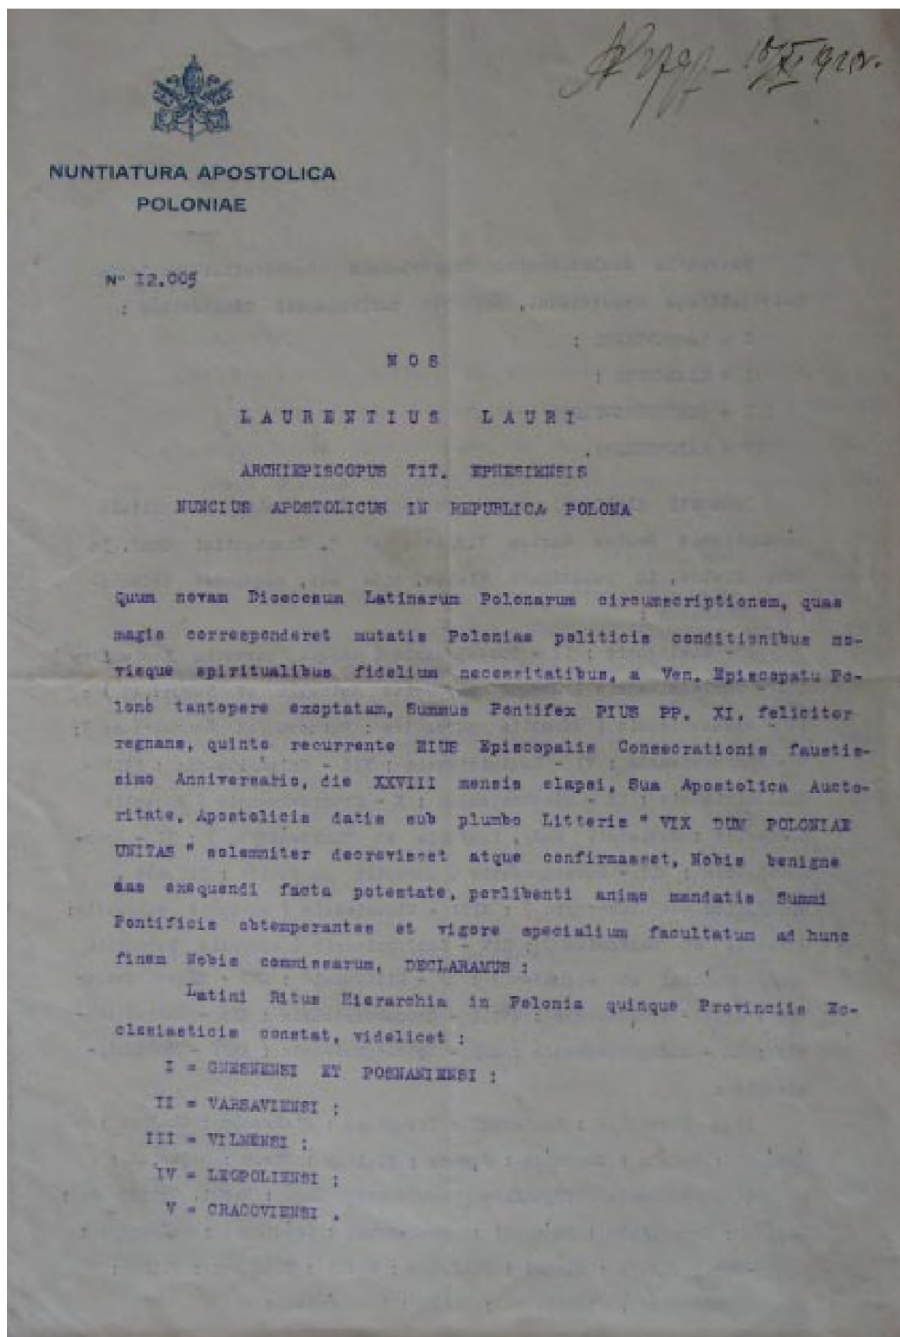 10/XI 1925r.
NUNTIATURA APOSTOLICA
POLONIAE
N° I2.005
:
N O S
L A U R E N T I U S L A U R I
ARCHIEPISCOPUS TIT. EPHESIENSIS
NUNCIUS APOSTOLICUS IN REPUBLICA POLONA
Quum novam Dioecesum Latinarum Polonarum circumscriptionem, quae
magis corresponderet mutatis Poloniae politicis conditionibus no-
visque spiritualibus fidelium necessitatibus, a Ven. Episcopatu Po-
lono tantopere exoptatam, Summus Pontifex PIUS PP. XI, feliciter
regnans, quinto recurrente EIUS Episcopalis Consecrationis faustis-
simo Anniversario, die XXVIII mensis elapsi, Sua Apostolica Aucto-
ritate, Apostolicis datis sub plumbo Litteris " VIX DUM POLONIAE
UNITAS " solemniter decrevisset atque confirmasset, Nobis benigne
eas exequendi facta potestate, perlibenti animo mandatis Summi
Pontificis obtemperantes et vigore specialium facultatum ad hunc
finem Nobis commissarum, DECLARAMUS :
Latini Ritus Hierarchia in Polonia quinque Provinciis Ec-
clesiasticis constat, videlicet :
I = GNESNENSI ET POSNANIENSI ;
II = VARSAVIENSI ;
III = VILNENSI ;
IV = LEOPOLIENSI ;
V = CRACOVIENSI .